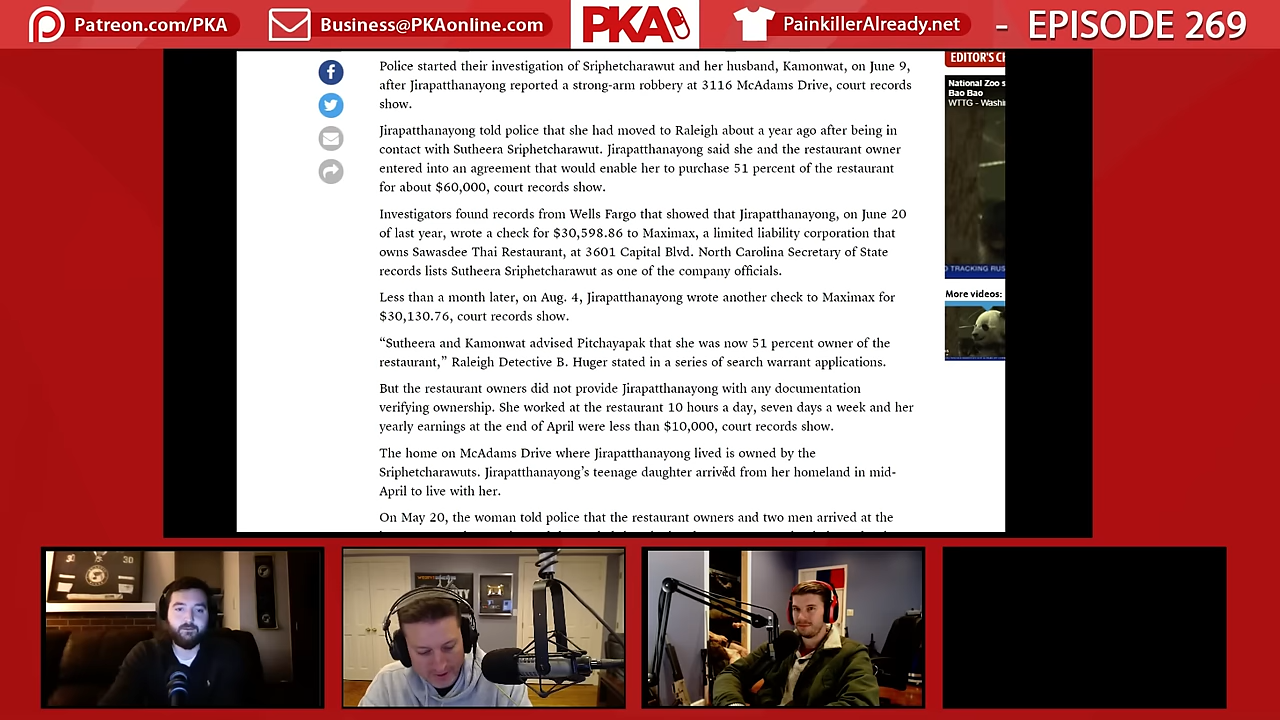 Patreon.com/PKA
Business@PKAonline.com
PKA
PainkillerAlready.net
- EPISODE 269
Police started their investigation of Sriphetcharawut and her husband, Kamonwat, on June 9,
after Jirapatthanayong reported a strong-arm robbery at 3116 McAdams Drive, court records
show.
Jirapatthanayong told police that she had moved to Raleigh about a year ago after being in
contact with Sutheera Sriphetcharawut. Jirapatthanayong said she and the restaurant owner
entered into an agreement that would enable her to purchase 51 percent of the restaurant
for about $60,000, court records show.
Investigators found records from Wells Fargo that showed that Jirapatthanayong, on June 20
of last year, wrote a check for $30,598.86 to Maximax, a limited liability corporation that
owns Sawasdee Thai Restaurant, at 3601 Capital Blvd. North Carolina Secretary of State
records lists Sutheera Sriphetcharawut as one of the company officials.
Less than a month later, on Aug. 4, Jirapatthanayong wrote another check to Maximax for
$30,130.76, court records show.
“Sutheera and Kamonwat advised Pitchayapak that she was now 51 percent owner of the
restaurant,” Raleigh Detective B. Huger stated in a series of search warrant applications.
But the restaurant owners did not provide Jirapatthanayong with any documentation
verifying ownership. She worked at the restaurant 10 hours a day, seven days a week and her
yearly earnings at the end of April were less than $10,000, court records show.
The home on McAdams Drive where Jirapatthanayong lived is owned by the
Sriphetcharawuts. Jirapatthanayong’s teenage daughter arrived from her homeland in mid-
April to live with her.
On May 20, the woman told police that the restaurant owners and two men arrived at the
EDITOR'S CH
National Zoo s
Bao Bao
WTTG - Washi
TRACKING RUS
More videos: